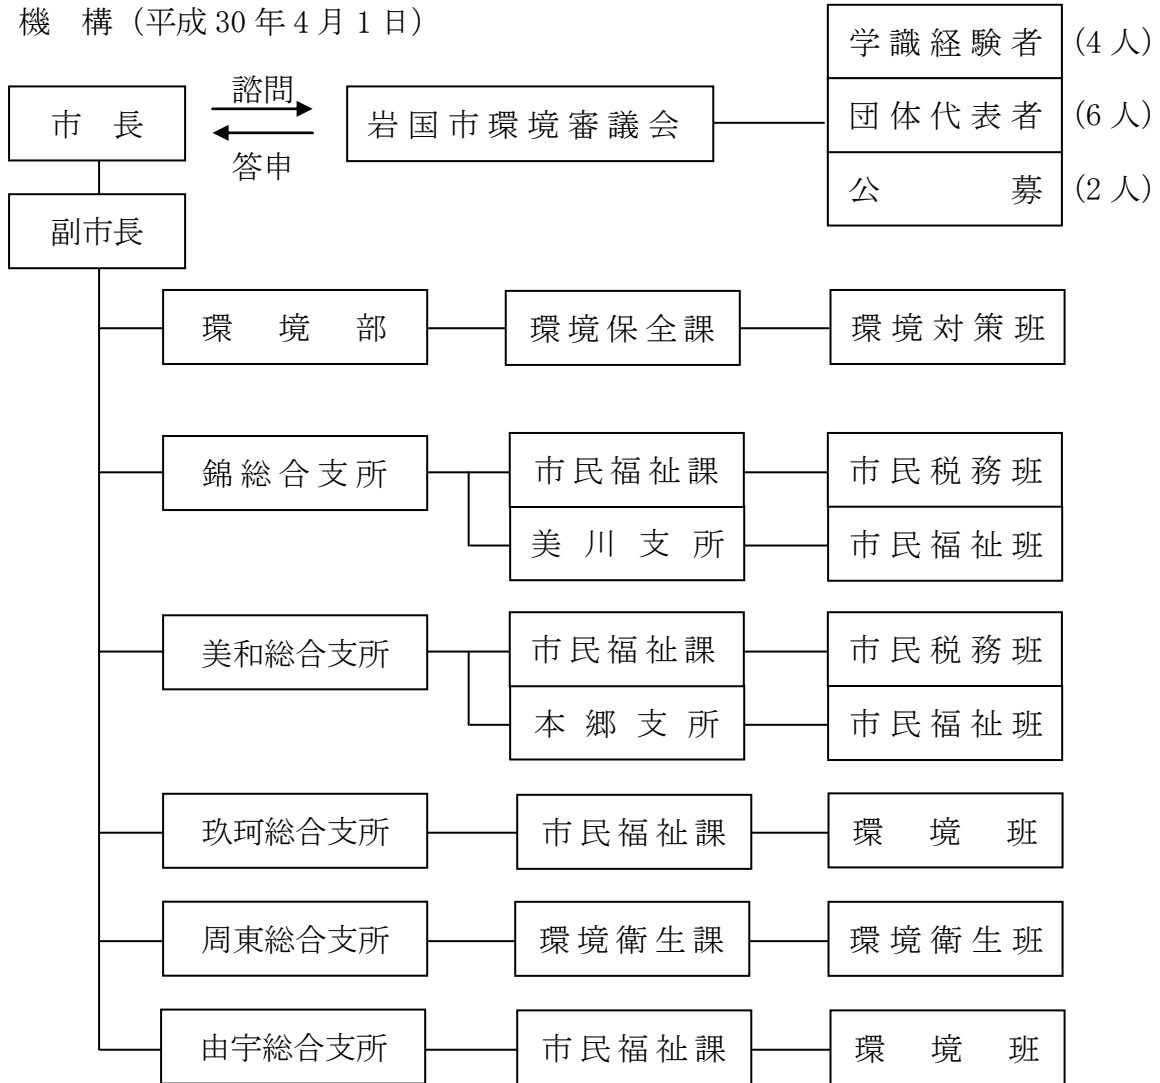 機 構（平成 30 年 4 月 1 日）
学識経験者 (4 人)
諮問
市 長 岩国市環境審議会 団体代表者 (6 人)
答申
公 募 (2 人)
副市長
環 境 部 環境保全課 環境対策班
錦総合支所 市民福祉課 市民税務班
美川支所 市民福祉班
美和総合支所 市民福祉課 市民税務班
本郷支所 市民福祉班
玖珂総合支所 市民福祉課 環 境 班
周東総合支所 環境衛生課 環境衛生班
由宇総合支所 市民福祉課 環 境 班